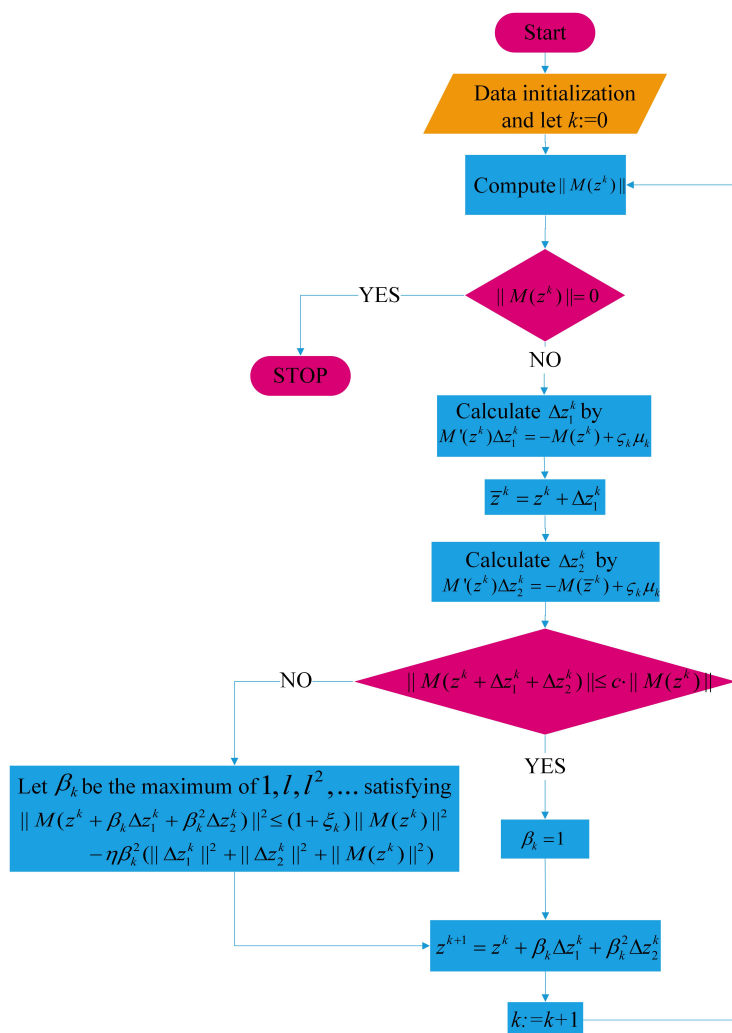 Start
Data initialization
and let k:=0
Compute || M(z^k) ||
|| M(z^k) ||= 0
YES
STOP
NO
Calculate Δz_1^k by
M'(z^k)Δz_1^k = −M(z^k) + ς_k μ_k
z̅^k = z^k + Δz_1^k
Calculate Δz_2^k by
M'(z^k)Δz_2^k = −M(z̅^k) + ς_k μ_k
|| M(z^k + Δz_1^k + Δz_2^k) ||≤ c· || M(z^k) ||
NO
YES
Let β_k be the maximum of 1, l, l^2, ... satisfying
|| M(z^k + β_k Δz_1^k + β_k^2 Δz_2^k) ||^2 ≤ (1 + ξ_k) || M(z^k) ||^2
−ηβ_k^2 (|| Δz_1^k ||^2 + || Δz_2^k ||^2 + || M(z^k) ||^2)
β_k = 1
z^{k+1} = z^k + β_k Δz_1^k + β_k^2 Δz_2^k
k:= k+1